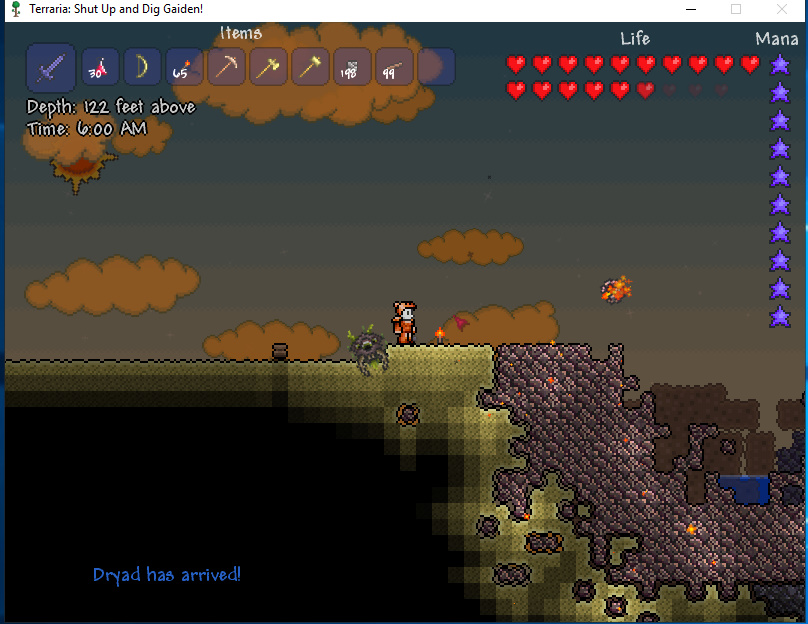 Terraria: Shut Up and Dig Gaiden!
Items
Life
Mana
30
65
198
99
Depth: 122 feet above
Time: 6:00 AM
Dryad has arrived!